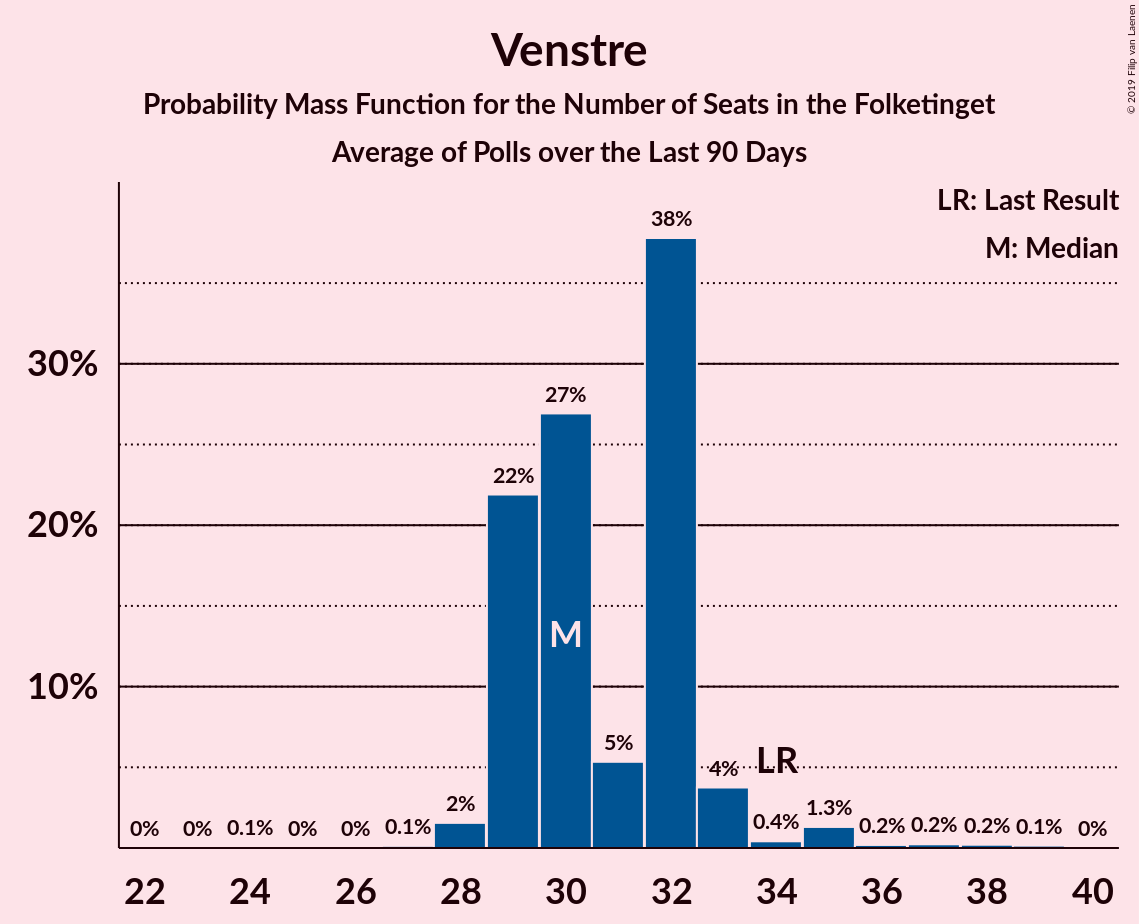 Venstre
Probability Mass Function for the Number of Seats in the Folketinget
Average of Polls over the Last 90 Days
© 2019 Filip van Laenen
LR: Last Result
M: Median
30%
20%
10%
0%
0%
0.1%
0%
0%
0.1%
2%
22%
27%
5%
38%
4%
0.4%
1.3%
0.2%
0.2%
0.2%
0.1%
0%
M
LR
22 24 26 28 30 32 34 36 38 40